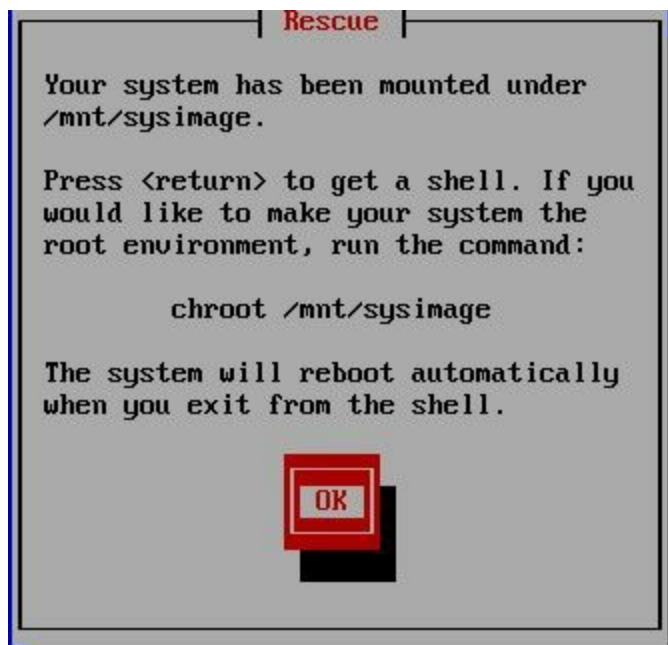 Rescue
Your system has been mounted under
/mnt/sysimage.
Press <return> to get a shell. If you
would like to make your system the
root environment, run the command:
chroot /mnt/sysimage
The system will reboot automatically
when you exit from the shell.
OK